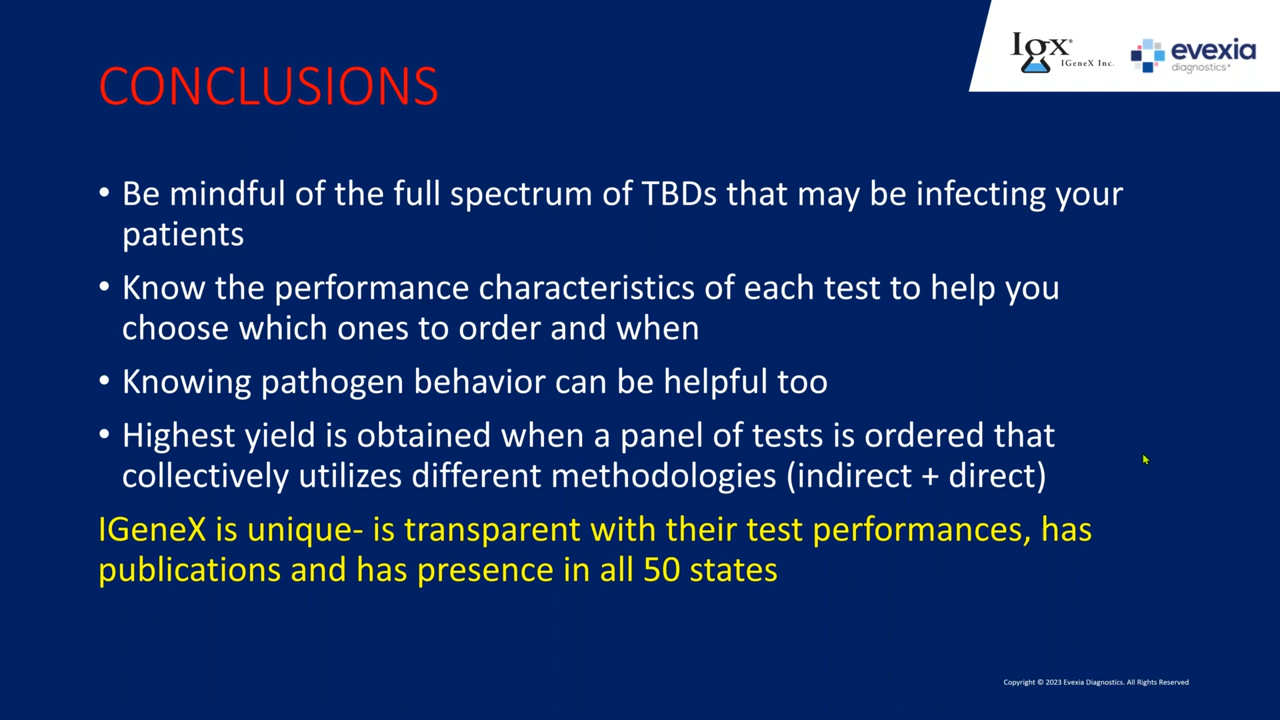 Igx®
IGeneX Inc.
evexia
diagnostics
CONCLUSIONS
• Be mindful of the full spectrum of TBDs that may be infecting your
patients
• Know the performance characteristics of each test to help you
choose which ones to order and when
• Knowing pathogen behavior can be helpful too
• Highest yield is obtained when a panel of tests is ordered that
collectively utilizes different methodologies (indirect + direct)
IGeneX is unique- is transparent with their test performances, has
publications and has presence in all 50 states
Copyright © 2023 Evexia Diagnostics. All Rights Reserved